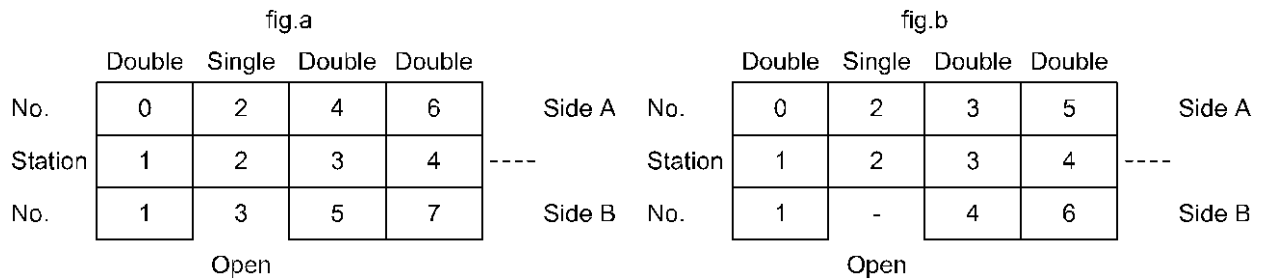 fig.a
Double Single Double Double
No. 0 2 4 6 Side A
Station 1 2 3 4 ----
No. 1 3 5 7 Side B
Open
fig.b
Double Single Double Double
No. 0 2 3 5 Side A
Station 1 2 3 4 ----
No. 1 - 4 6 Side B
Open